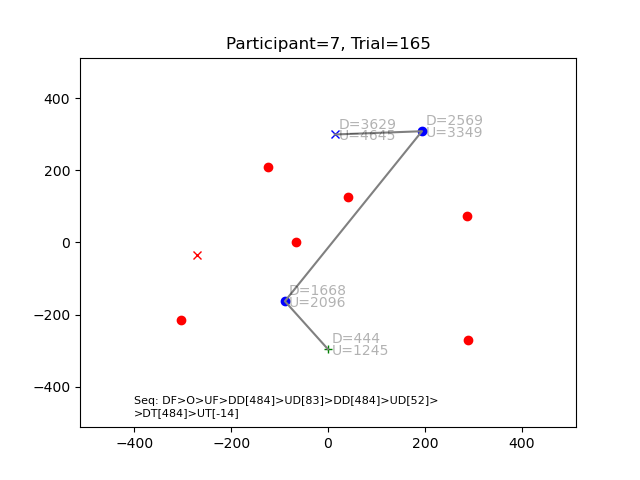 Participant=7, Trial=165
D=3629
U=4645
D=2569
U=3349
D=1668
U=2096
D=444
U=1245
Seq: DF>O>UF>DD[484]>UD[83]>DD[484]>UD[52]>
>DT[484]>UT[-14]
400
200
0
−200
−400
−400
−200
0
200
400